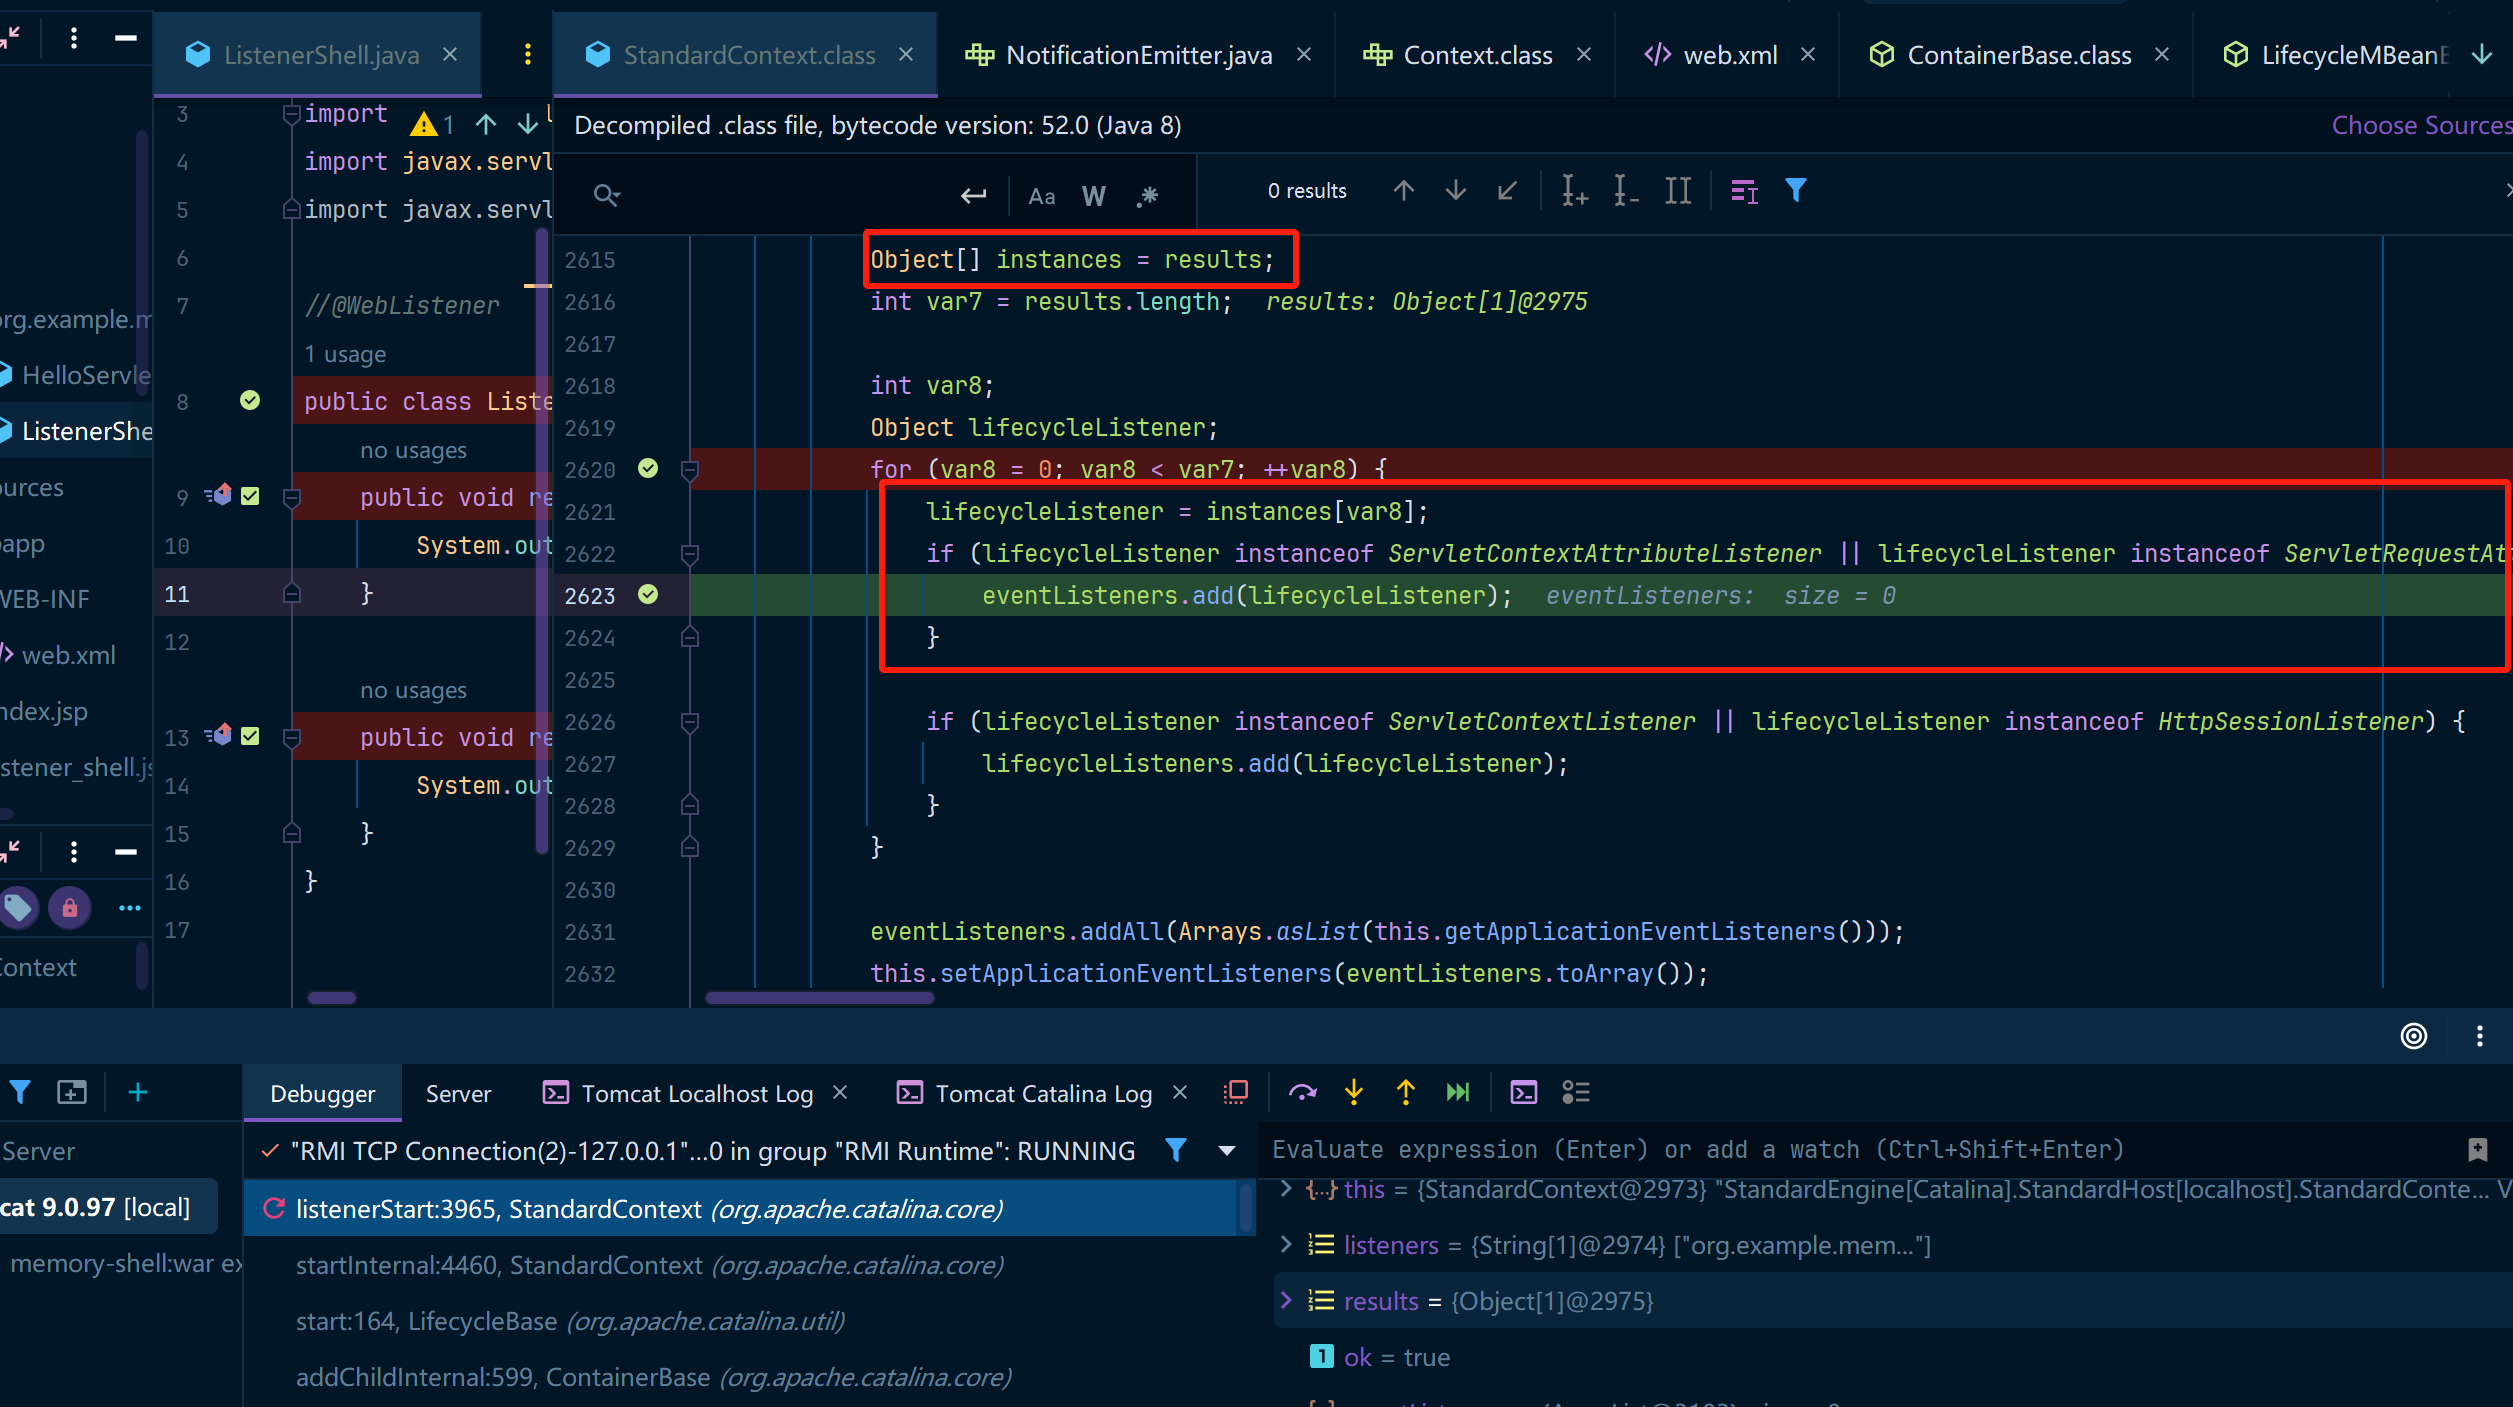 ListenerShell.java
StandardContext.class
NotificationEmitter.java
Context.class
web.xml
ContainerBase.class
LifecycleMBeanB
Decompiled .class file, bytecode version: 52.0 (Java 8)
Choose Sources
Aa W .*
0 results
org.example.m
HelloServle
ListenerShe
ources
bapp
WEB-INF
web.xml
ndex.jsp
stener_shell.js
Context
3 import
1
4 import javax.servl
5 import javax.servl
6
7 //@WebListener
1 usage
8 public class Liste
no usages
9 public void re
10 System.out
11 }
12
no usages
13 public void re
14 System.out
15 }
16 }
17
2615 Object[] instances = results;
2616 int var7 = results.length; results: Object[1]@2975
2617
2618 int var8;
2619 Object lifecycleListener;
2620 for (var8 = 0; var8 < var7; ++var8) {
2621 lifecycleListener = instances[var8];
2622 if (lifecycleListener instanceof ServletContextAttributeListener || lifecycleListener instanceof ServletRequestAt
2623 eventListeners.add(lifecycleListener); eventListeners: size = 0
2624 }
2625
2626 if (lifecycleListener instanceof ServletContextListener || lifecycleListener instanceof HttpSessionListener) {
2627 lifecycleListeners.add(lifecycleListener);
2628 }
2629 }
2630
2631 eventListeners.addAll(Arrays.asList(this.getApplicationEventListeners()));
2632 this.setApplicationEventListeners(eventListeners.toArray());
Debugger
Server
Tomcat Localhost Log
Tomcat Catalina Log
Server
cat 9.0.97 [local]
memory-shell:war ex
"RMI TCP Connection(2)-127.0.0.1"...0 in group "RMI Runtime": RUNNING
listenerStart:3965, StandardContext (org.apache.catalina.core)
startInternal:4460, StandardContext (org.apache.catalina.core)
start:164, LifecycleBase (org.apache.catalina.util)
addChildInternal:599, ContainerBase (org.apache.catalina.core)
Evaluate expression (Enter) or add a watch (Ctrl+Shift+Enter)
this = {StandardContext@2973} "StandardEngine[Catalina].StandardHost[localhost].StandardConte... V
listeners = {String[1]@2974} ["org.example.mem..."]
results = {Object[1]@2975}
ok = true